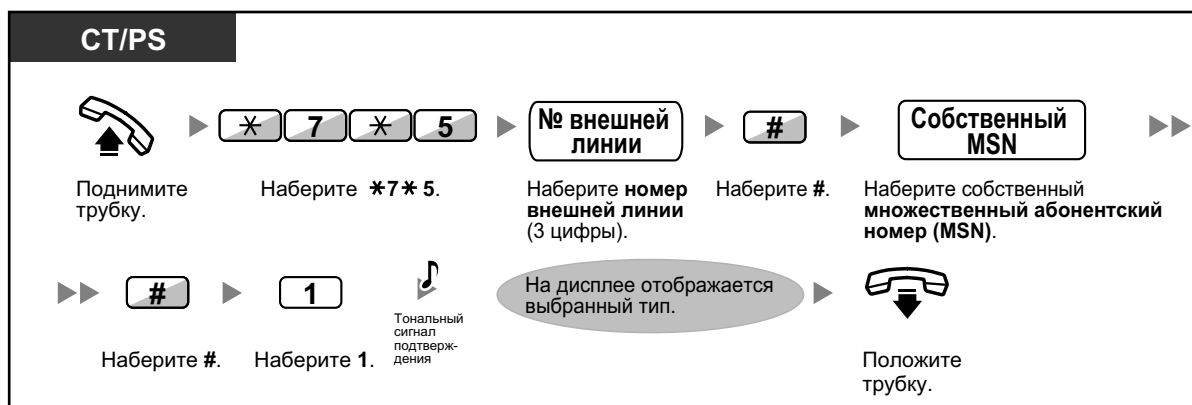 CT/PS
✳ 7 ✳ 5
№ внешней
линии
#
Собственный
MSN
Поднимите
трубку.
Наберите ✳7✳ 5.
Наберите номер
внешней линии
(3 цифры).
Наберите #.
Наберите собственный
множественный абонентский
номер (MSN).
#
1
Тональный
сигнал
подтверж-
дения
На дисплее отображается
выбранный тип.
Наберите #.
Наберите 1.
Положите
трубку.